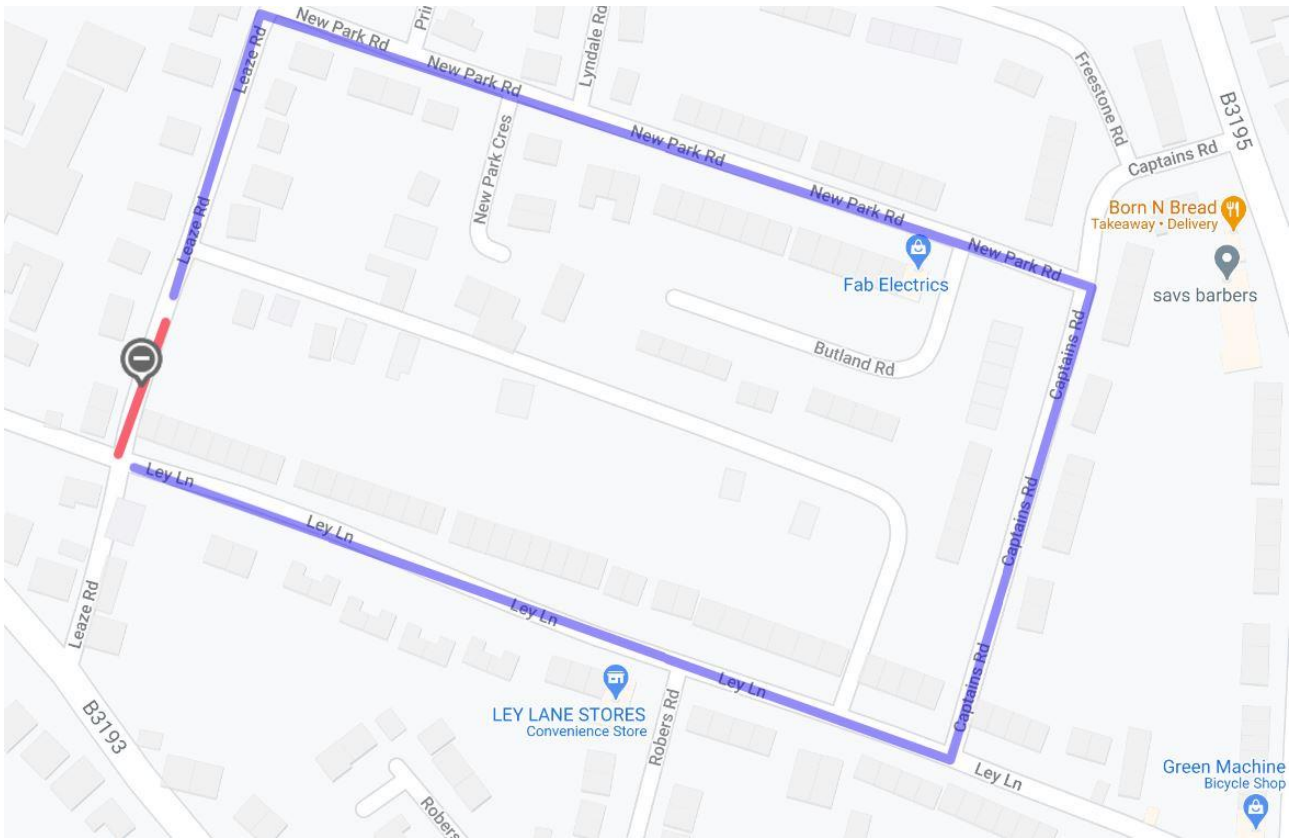 New Park Rd
Pri
Leaze Rd
New Park Rd
Lyndale Rd
Freestone Rd
B3195
New Park Cres
New Park Rd
Captains Rd
New Park Rd
Born N Bread
Takeaway • Delivery
Leaze Rd
New Park Rd
Fab Electrics
savs barbers
Captains Rd
Butland Rd
Ley Ln
Ley Ln
Captains Rd
Leaze Rd
Ley Ln
Ley Ln
Captains Rd
Robers Rd
LEY LANE STORES
Convenience Store
B3193
Ley Ln
Green Machine
Bicycle Shop
Robers